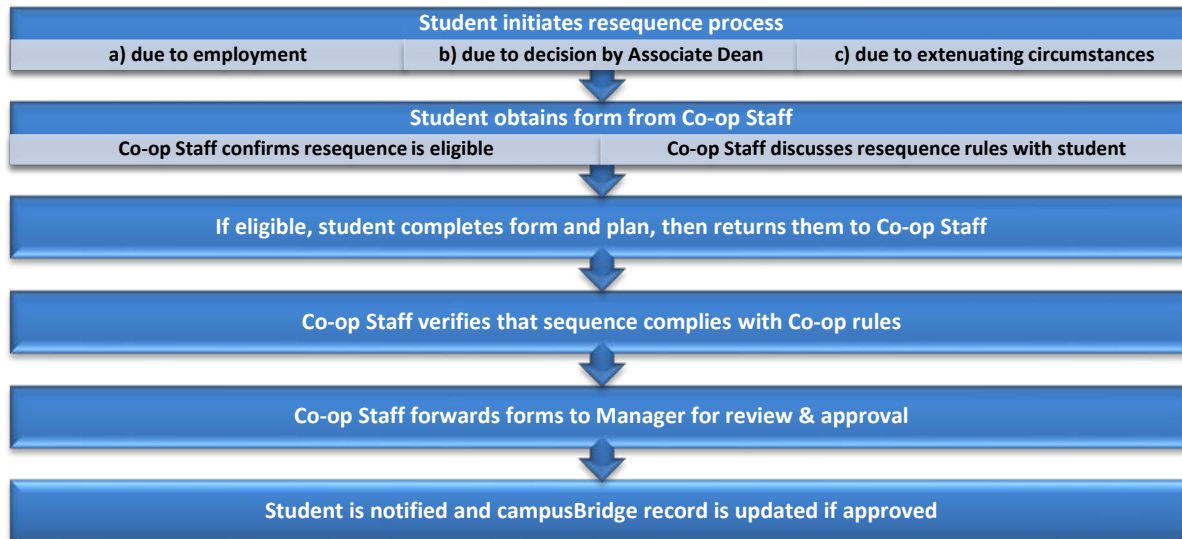 Student initiates resequence process
a) due to employment
b) due to decision by Associate Dean
c) due to extenuating circumstances
Student obtains form from Co-op Staff
Co-op Staff confirms resequence is eligible
Co-op Staff discusses resequence rules with student
If eligible, student completes form and plan, then returns them to Co-op Staff
Co-op Staff verifies that sequence complies with Co-op rules
Co-op Staff forwards forms to Manager for review & approval
Student is notified and campusBridge record is updated if approved